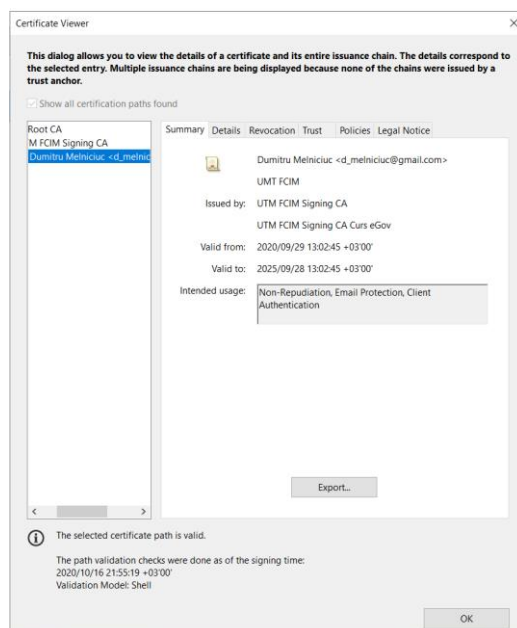 Certificate Viewer
This dialog allows you to view the details of a certificate and its entire issuance chain. The details correspond to
the selected entry. Multiple issuance chains are being displayed because none of the chains were issued by a
trust anchor.
Show all certification paths found
Root CA
M FCIM Signing CA
Dumitru Melniciuc <d_melnic
Summary Details Revocation Trust Policies Legal Notice
Dumitru Melniciuc <d_melniciuc@gmail.com>
UMT FCIM
Issued by: UTM FCIM Signing CA
UTM FCIM Signing CA Curs eGov
Valid from: 2020/09/29 13:02:45 +03'00'
Valid to: 2025/09/28 13:02:45 +03'00'
Intended usage: Non-Repudiation, Email Protection, Client
Authentication
Export...
The selected certificate path is valid.
The path validation checks were done as of the signing time:
2020/10/16 21:55:19 +03'00'
Validation Model: Shell
OK